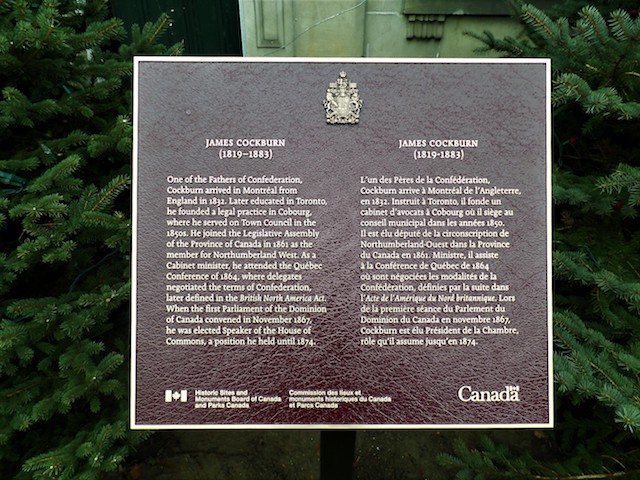 JAMES COCKBURN
(1819–1883)
One of the Fathers of Confederation,
Cockburn arrived in Montréal from
England in 1832. Later educated in Toronto,
he founded a legal practice in Cobourg,
where he served on Town Council in the
1850s. He joined the Legislative Assembly
of the Province of Canada in 1861 as the
member for Northumberland West. As a
Cabinet minister, he attended the Québec
Conference of 1864, where delegates
negotiated the terms of Confederation,
later defined in the British North America Act.
When the first Parliament of the Dominion
of Canada convened in November 1867,
he was elected Speaker of the House of
Commons, a position he held until 1874.
JAMES COCKBURN
(1819-1883)
L'un des Pères de la Confédération,
Cockburn arrive à Montréal de l'Angleterre,
en 1832. Instruit à Toronto, il fonde un
cabinet d'avocats à Cobourg où il siège au
conseil municipal dans les années 1850.
Il est élu député de la circonscription de
Northumberland-Ouest dans la Province
du Canada en 1861. Ministre, il assiste
à la Conférence de Québec de 1864
où sont négociées les modalités de la
Confédération, définies par la suite dans
l'Acte de l'Amérique du Nord britannique. Lors
de la première séance du Parlement du
Dominion du Canada en novembre 1867,
Cockburn est élu Président de la Chambre,
rôle qu'il assume jusqu'en 1874.
Historic Sites and
Monuments Board of Canada
and Parks Canada
Commission des lieux et
monuments historiques du Canada
et Parcs Canada
Canada